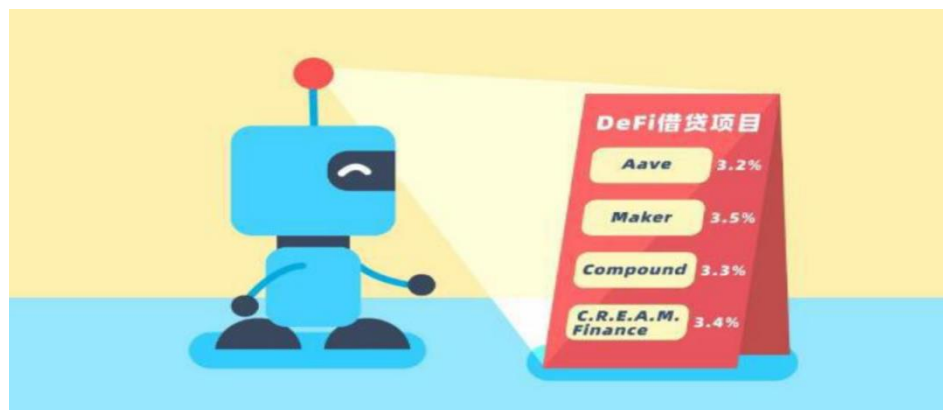 DeFi借贷项目
Aave 3.2%
Maker 3.5%
Compound 3.3%
C.R.E.A.M.
Finance 3.4%